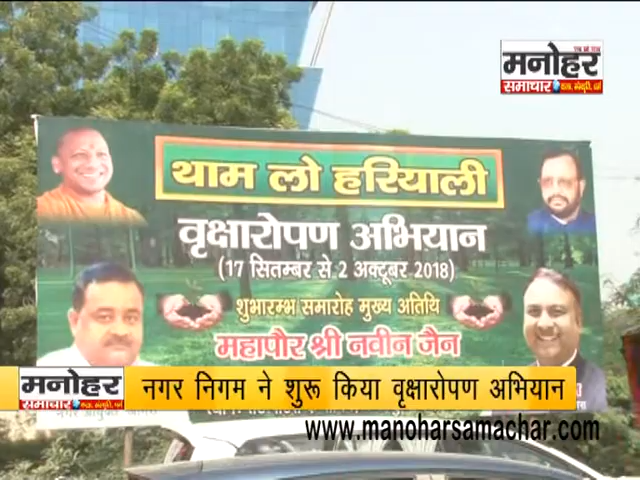 मनोहर
समाचार
थाम लो हरियाली
वृक्षारोपण अभियान
(17 सितम्बर से 2 अक्टूबर 2018)
शुभारम्भ समारोह मुख्य अतिथि
महापौर श्री नवीन जैन
मनोहर
समाचार
नगर निगम ने शुरू किया वृक्षारोपण अभियान
www.manoharsamachar.com